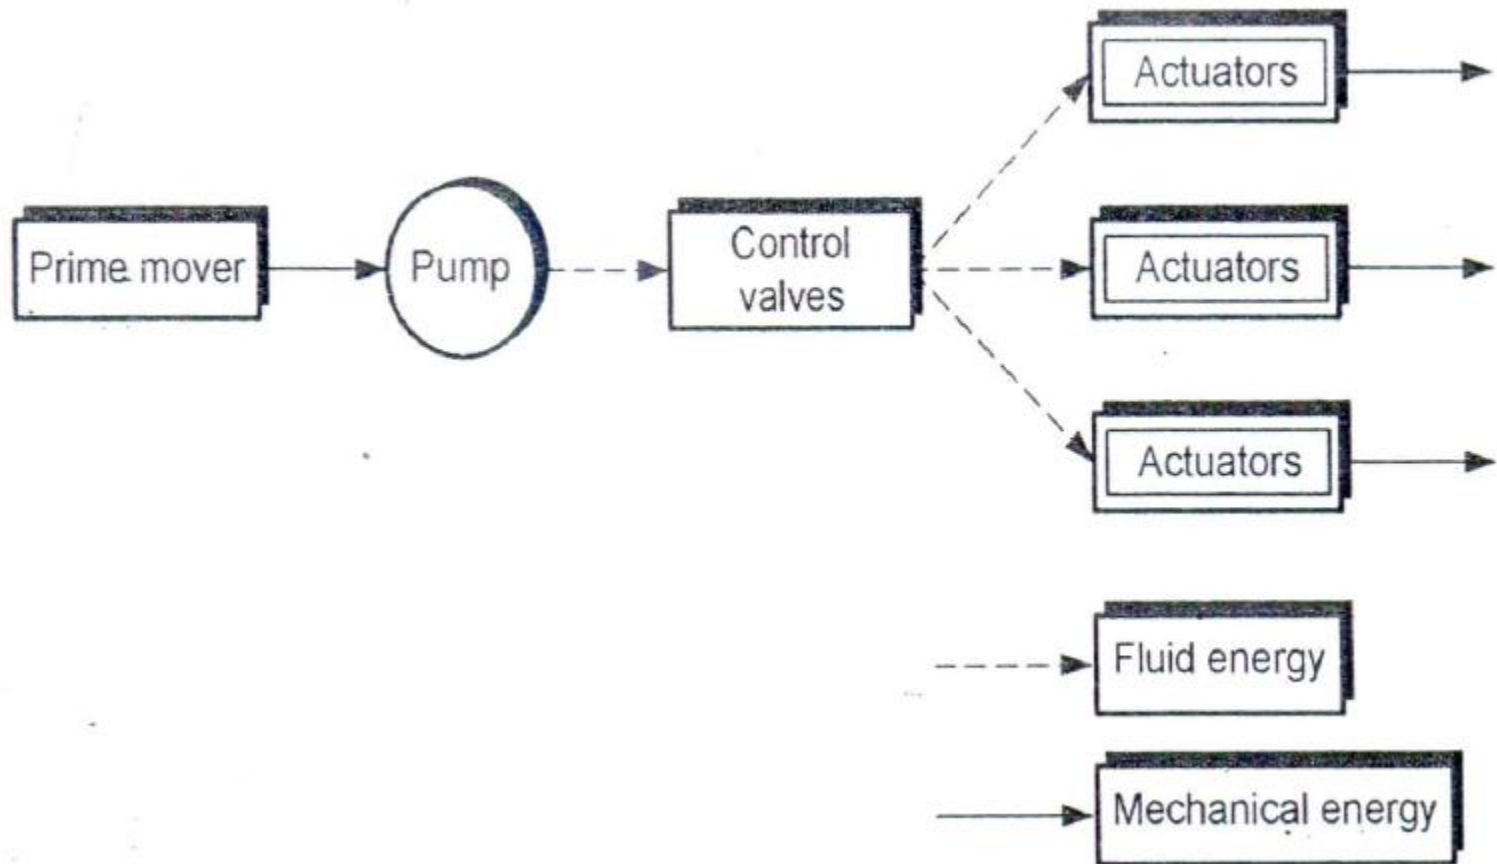 Actuators
Prime mover
Pump
Control
valves
Actuators
Actuators
Fluid energy
Mechanical energy